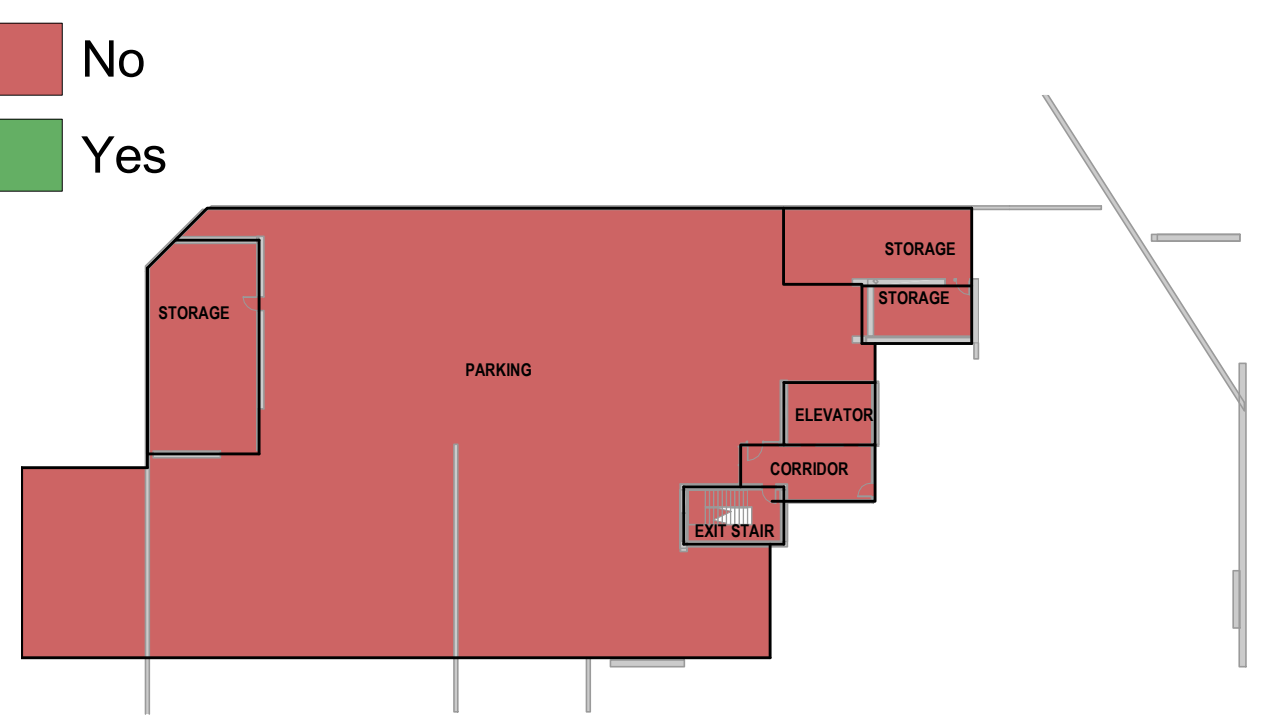 No
Yes
STORAGE
STORAGE
STORAGE
PARKING
ELEVATOR
CORRIDOR
EXIT STAIR